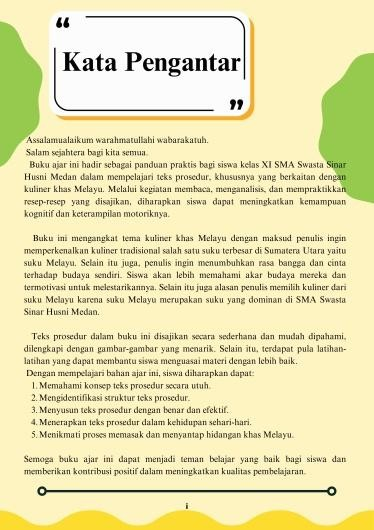 Kata Pengantar
Assalamualaikum warahmatullahi wabarakatuh.
Salam sejahtera bagi kita semua.
Buku ajar ini hadir sebagai panduan praktis bagi siswa kelas XI SMA Swasta Sinar
Husni Medan dalam mempelajari teks prosedur, khususnya yang berkaitan dengan
kuliner khas Melayu. Melalui kegiatan membaca, menganalisis, dan mempraktikkan
resep-resep yang disajikan, diharapkan siswa dapat meningkatkan kemampuan
kognitif dan keterampilan motoriknya.
Buku ini mengangkat tema kuliner khas Melayu dengan maksud penulis ingin
memperkenalkan kuliner tradisional salah satu suku terbesar di Sumatera Utara yaitu
suku Melayu. Selain itu juga, penulis ingin menumbuhkan rasa bangga dan cinta
terhadap budaya sendiri. Siswa akan lebih memahami akar budaya mereka dan
termotivasi untuk melestarikannya. Selain itu juga alasan penulis memilih kuliner dari
suku Melayu karena suku Melayu merupakan suku yang dominan di SMA Swasta
Sinar Husni Medan.
Teks prosedur dalam buku ini disajikan secara sederhana dan mudah dipahami,
dilengkapi dengan gambar-gambar yang menarik. Selain itu, terdapat pula latihan-
latihan yang dapat membantu siswa menguasai materi dengan lebih baik.
Dengan mempelajari bahan ajar ini, siswa diharapkan dapat:
1. Memahami konsep teks prosedur secara utuh.
2. Mengidentifikasi struktur teks prosedur.
3. Menyusun teks prosedur dengan benar dan efektif.
4. Menerapkan teks prosedur dalam kehidupan sehari-hari.
5. Menikmati proses memasak dan menyantap hidangan khas Melayu.
Semoga buku ajar ini dapat menjadi teman belajar yang baik bagi siswa dan
memberikan kontribusi positif dalam meningkatkan kualitas pembelajaran.
i